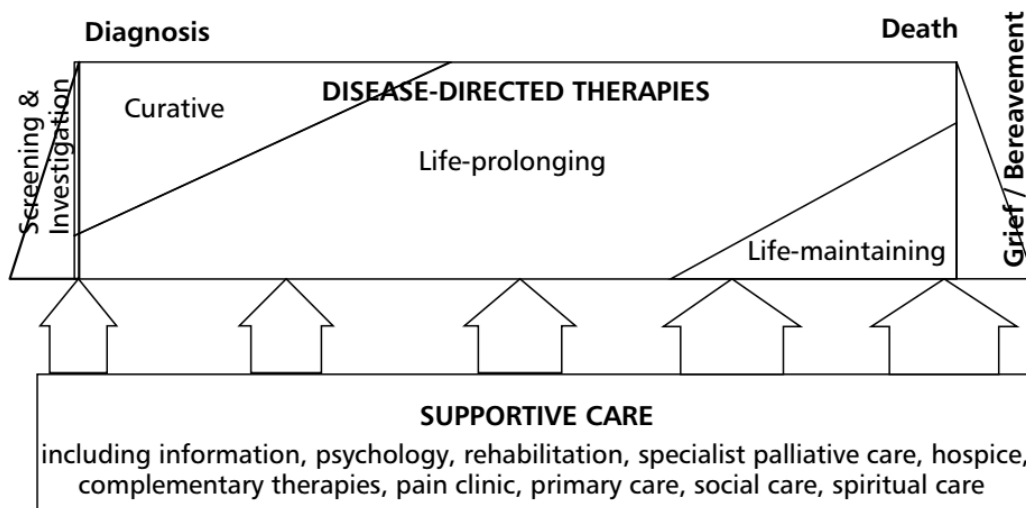 Diagnosis
Death
Screening &
Investigation
DISEASE-DIRECTED THERAPIES
Curative
Life-prolonging
Life-maintaining
Grief / Bereavement
SUPPORTIVE CARE
including information, psychology, rehabilitation, specialist palliative care, hospice,
complementary therapies, pain clinic, primary care, social care, spiritual care